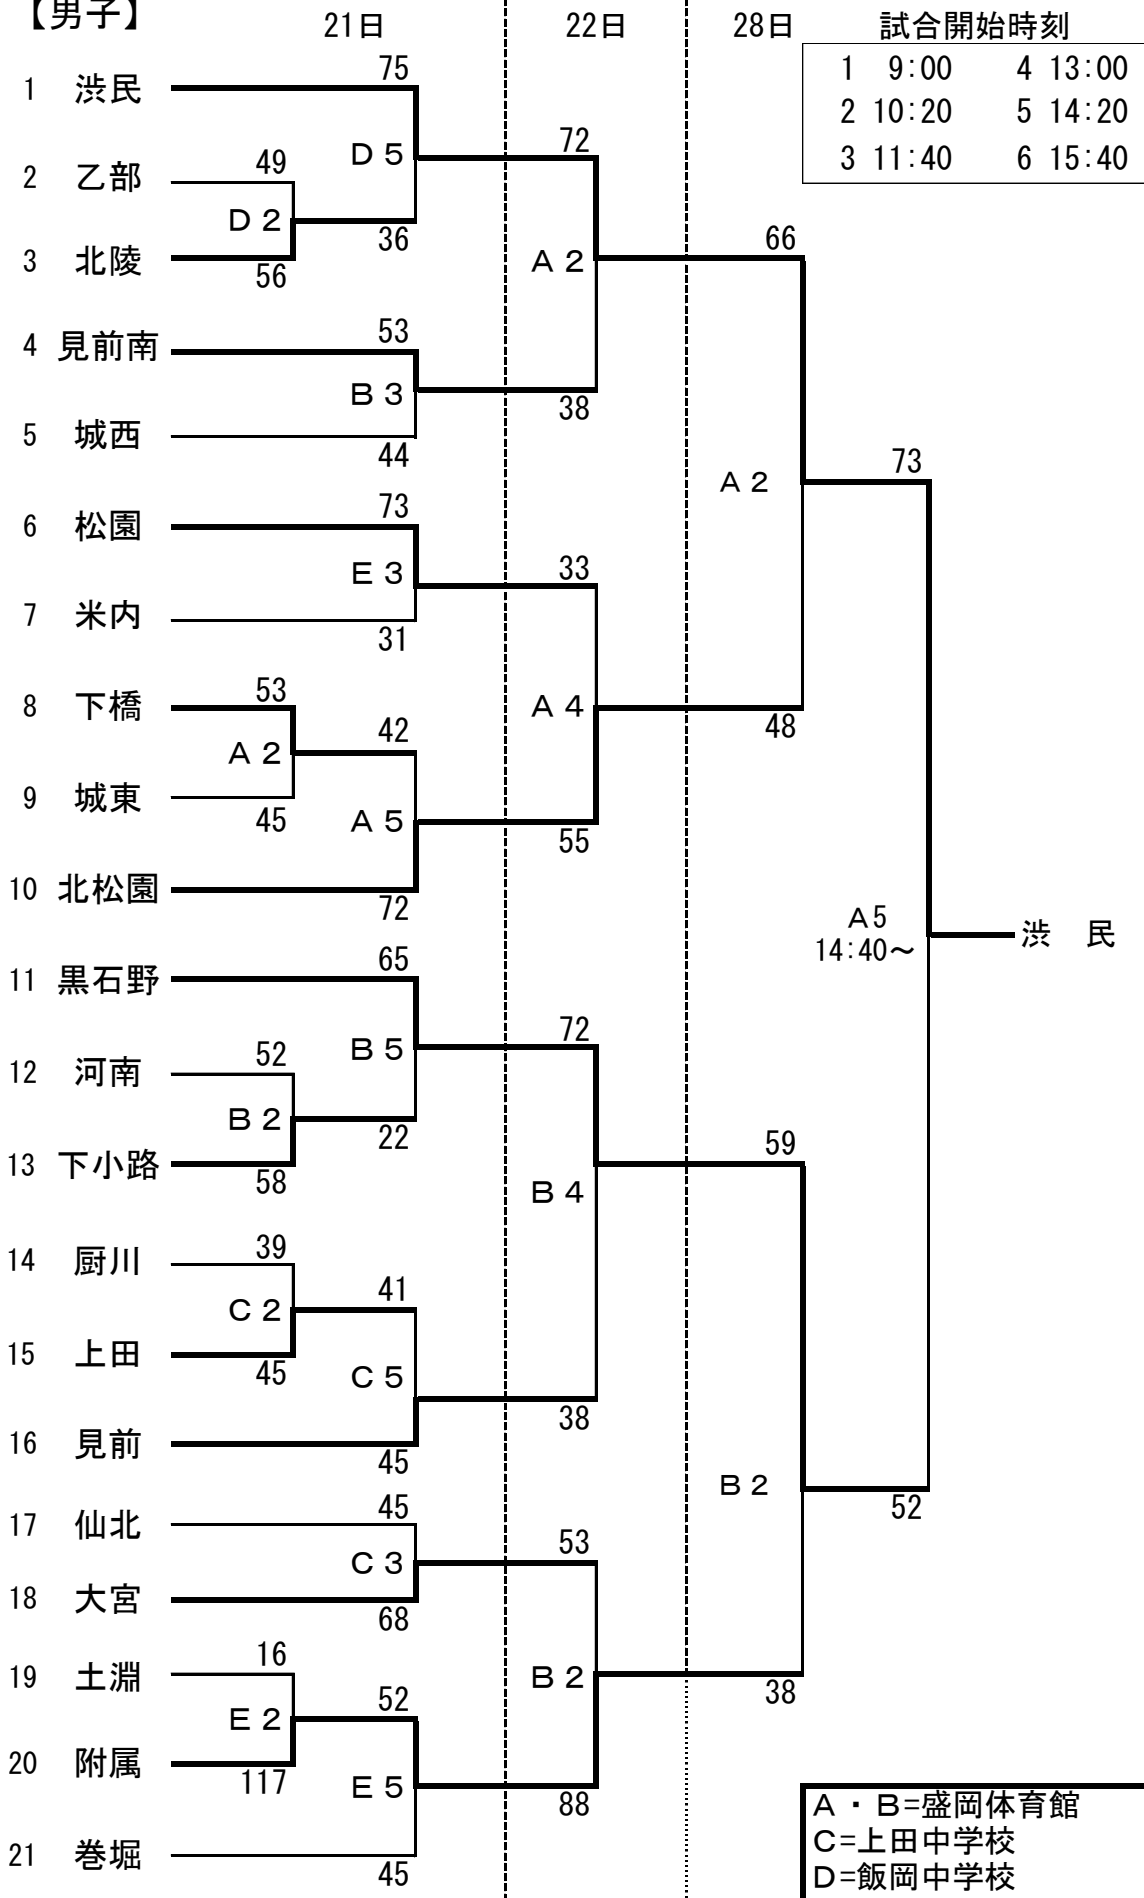 【男子】
21日 22日 28日 試合開始時刻
1 9:00 4 13:00
2 10:20 5 14:20
3 11:40 6 15:40
75
1 渋民
D 5
72
49
2 乙部
D 2
36
66
A 2
3 北陵
56
53
4 見前南
B 3
38
5 城西
44
73
A 2
73
6 松園
E 3
33
7 米内
31
53
8 下橋
A 4
42
48
A 2
9 城東
45
A 5
55
10 北松園
72
A5
14:40～
渋 民
65
11 黒石野
72
B 5
52
12 河南
B 2
22
59
13 下小路
58
B 4
39
14 厨川
41
C 2
15 上田
45
C 5
38
16 見前
45
B 2
45
52
17 仙北
53
C 3
18 大宮
68
16
19 土淵
B 2
52
38
E 2
20 附属
117
E 5
88
A・B=盛岡体育館
C=上田中学校
21 巻堀
45
D=飯岡中学校